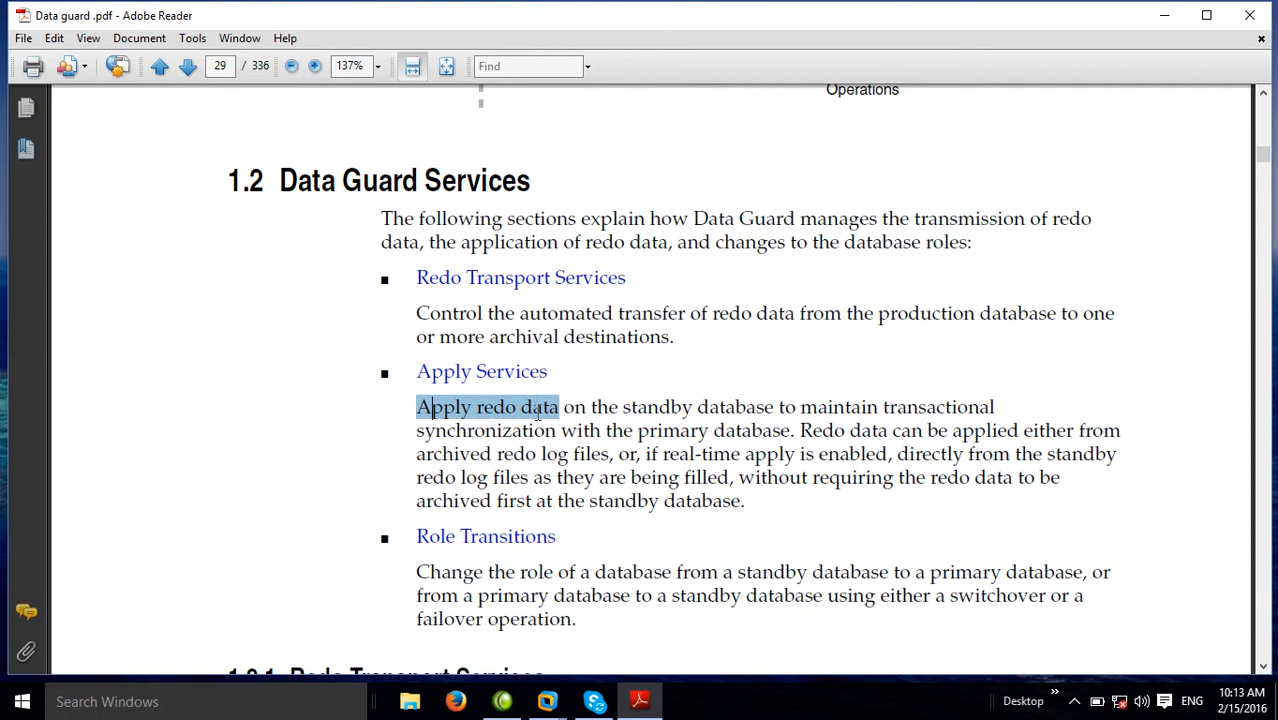 Data guard .pdf - Adobe Reader
File Edit View Document Tools Window Help
29 / 336 137% Find
Operations
1.2 Data Guard Services
The following sections explain how Data Guard manages the transmission of redo
data, the application of redo data, and changes to the database roles:
■ Redo Transport Services
Control the automated transfer of redo data from the production database to one
or more archival destinations.
■ Apply Services
Apply redo data on the standby database to maintain transactional
synchronization with the primary database. Redo data can be applied either from
archived redo log files, or, if real-time apply is enabled, directly from the standby
redo log files as they are being filled, without requiring the redo data to be
archived first at the standby database.
■ Role Transitions
Change the role of a database from a standby database to a primary database, or
from a primary database to a standby database using either a switchover or a
failover operation.
1.2.1 Redo Transport Services
Search Windows
Desktop » ENG 10:13 AM
2/15/2016